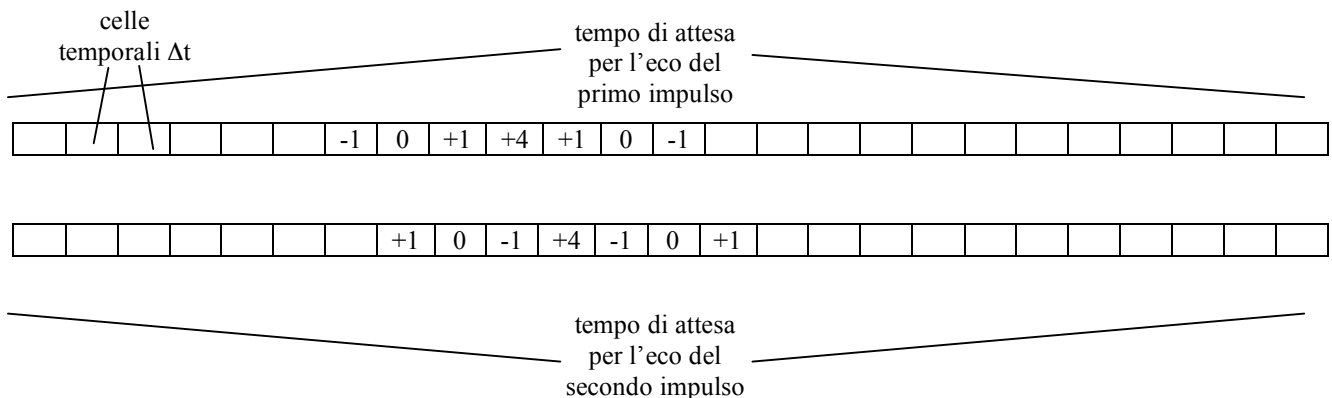 celle
temporali Δt
tempo di attesa
per l'eco del
primo impulso
-1 0 +1 +4 +1 0 -1
+1 0 -1 +4 -1 0 +1
tempo di attesa
per l'eco del
secondo impulso